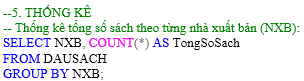 --5. THỐNG KÊ
-- Thống kê tổng số sách theo từng nhà xuất bản (NXB):
SELECT NXB, COUNT(*) AS TongSoSach
FROM DAUSACH
GROUP BY NXB;